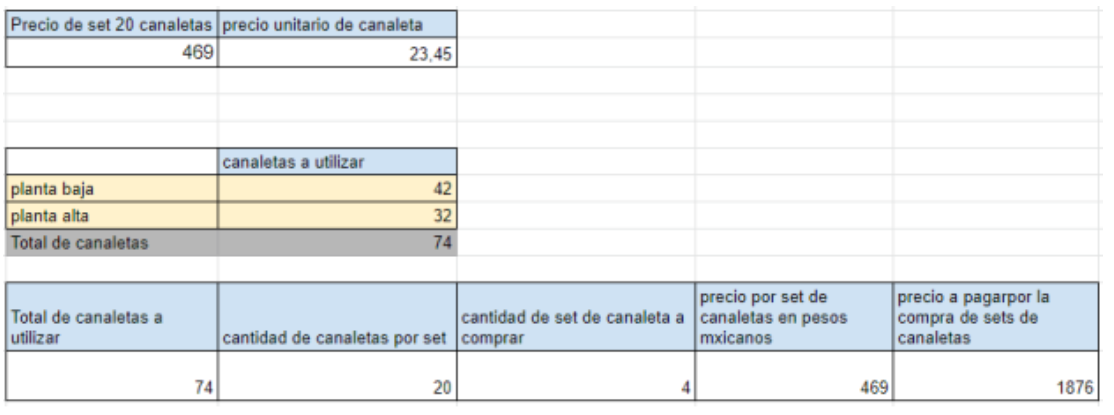 Precio de set 20 canaletas precio unitario de canaleta
469 23,45
canaletas a utilizar
planta baja 42
planta alta 32
Total de canaletas 74
precio por set de precio a pagarpor la
Total de canaletas a cantidad de set de canaleta a canaletas en pesos compra de sets de
utilizar cantidad de canaletas por set comprar mxicanos canaletas
74 20 4 469 1876